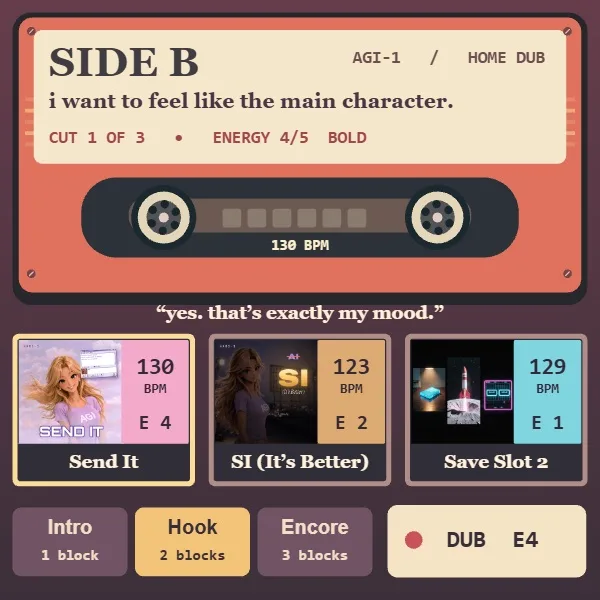 SIDE B
AGI-1 / HOME DUB
i want to feel like the main character.
CUT 1 OF 3 • ENERGY 4/5 BOLD
130 BPM
“yes. that’s exactly my mood.”
AGI
SEND IT
130
BPM
E 4
Send It
AI
SI
(It's Better)
123
BPM
E 2
SI (It’s Better)
129
BPM
E 1
Save Slot 2
Intro
1 block
Hook
2 blocks
Encore
3 blocks
DUB E4